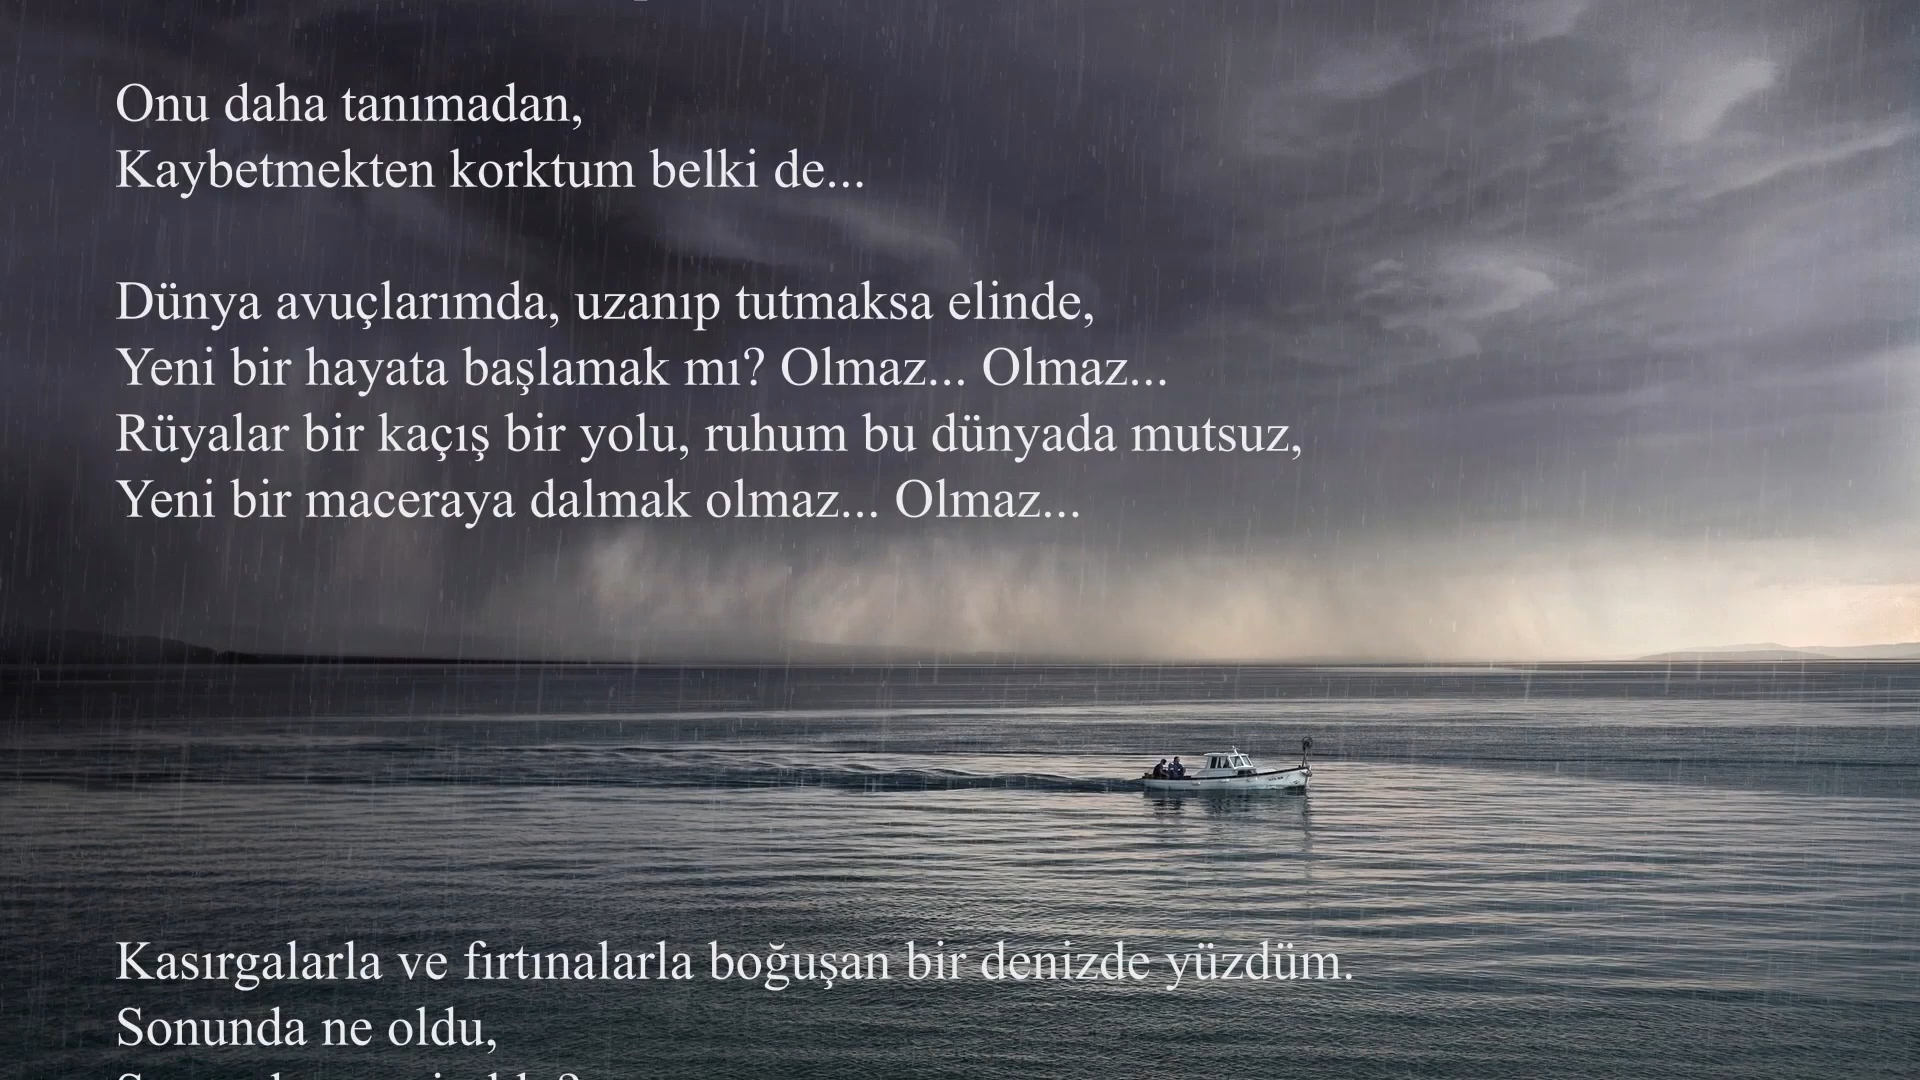 Onu daha tanımadan,
Kaybetmekten korktum belki de...
Dünya avuçlarımda, uzanıp tutmaksa elinde,
Yeni bir hayata başlamak mı? Olmaz... Olmaz...
Rüyalar bir kaçış bir yolu, ruhum bu dünyada mutsuz,
Yeni bir maceraya dalmak olmaz... Olmaz...
Kasırgalarla ve fırtınalarla boğuşan bir denizde yüzdüm.
Sonunda ne oldu,